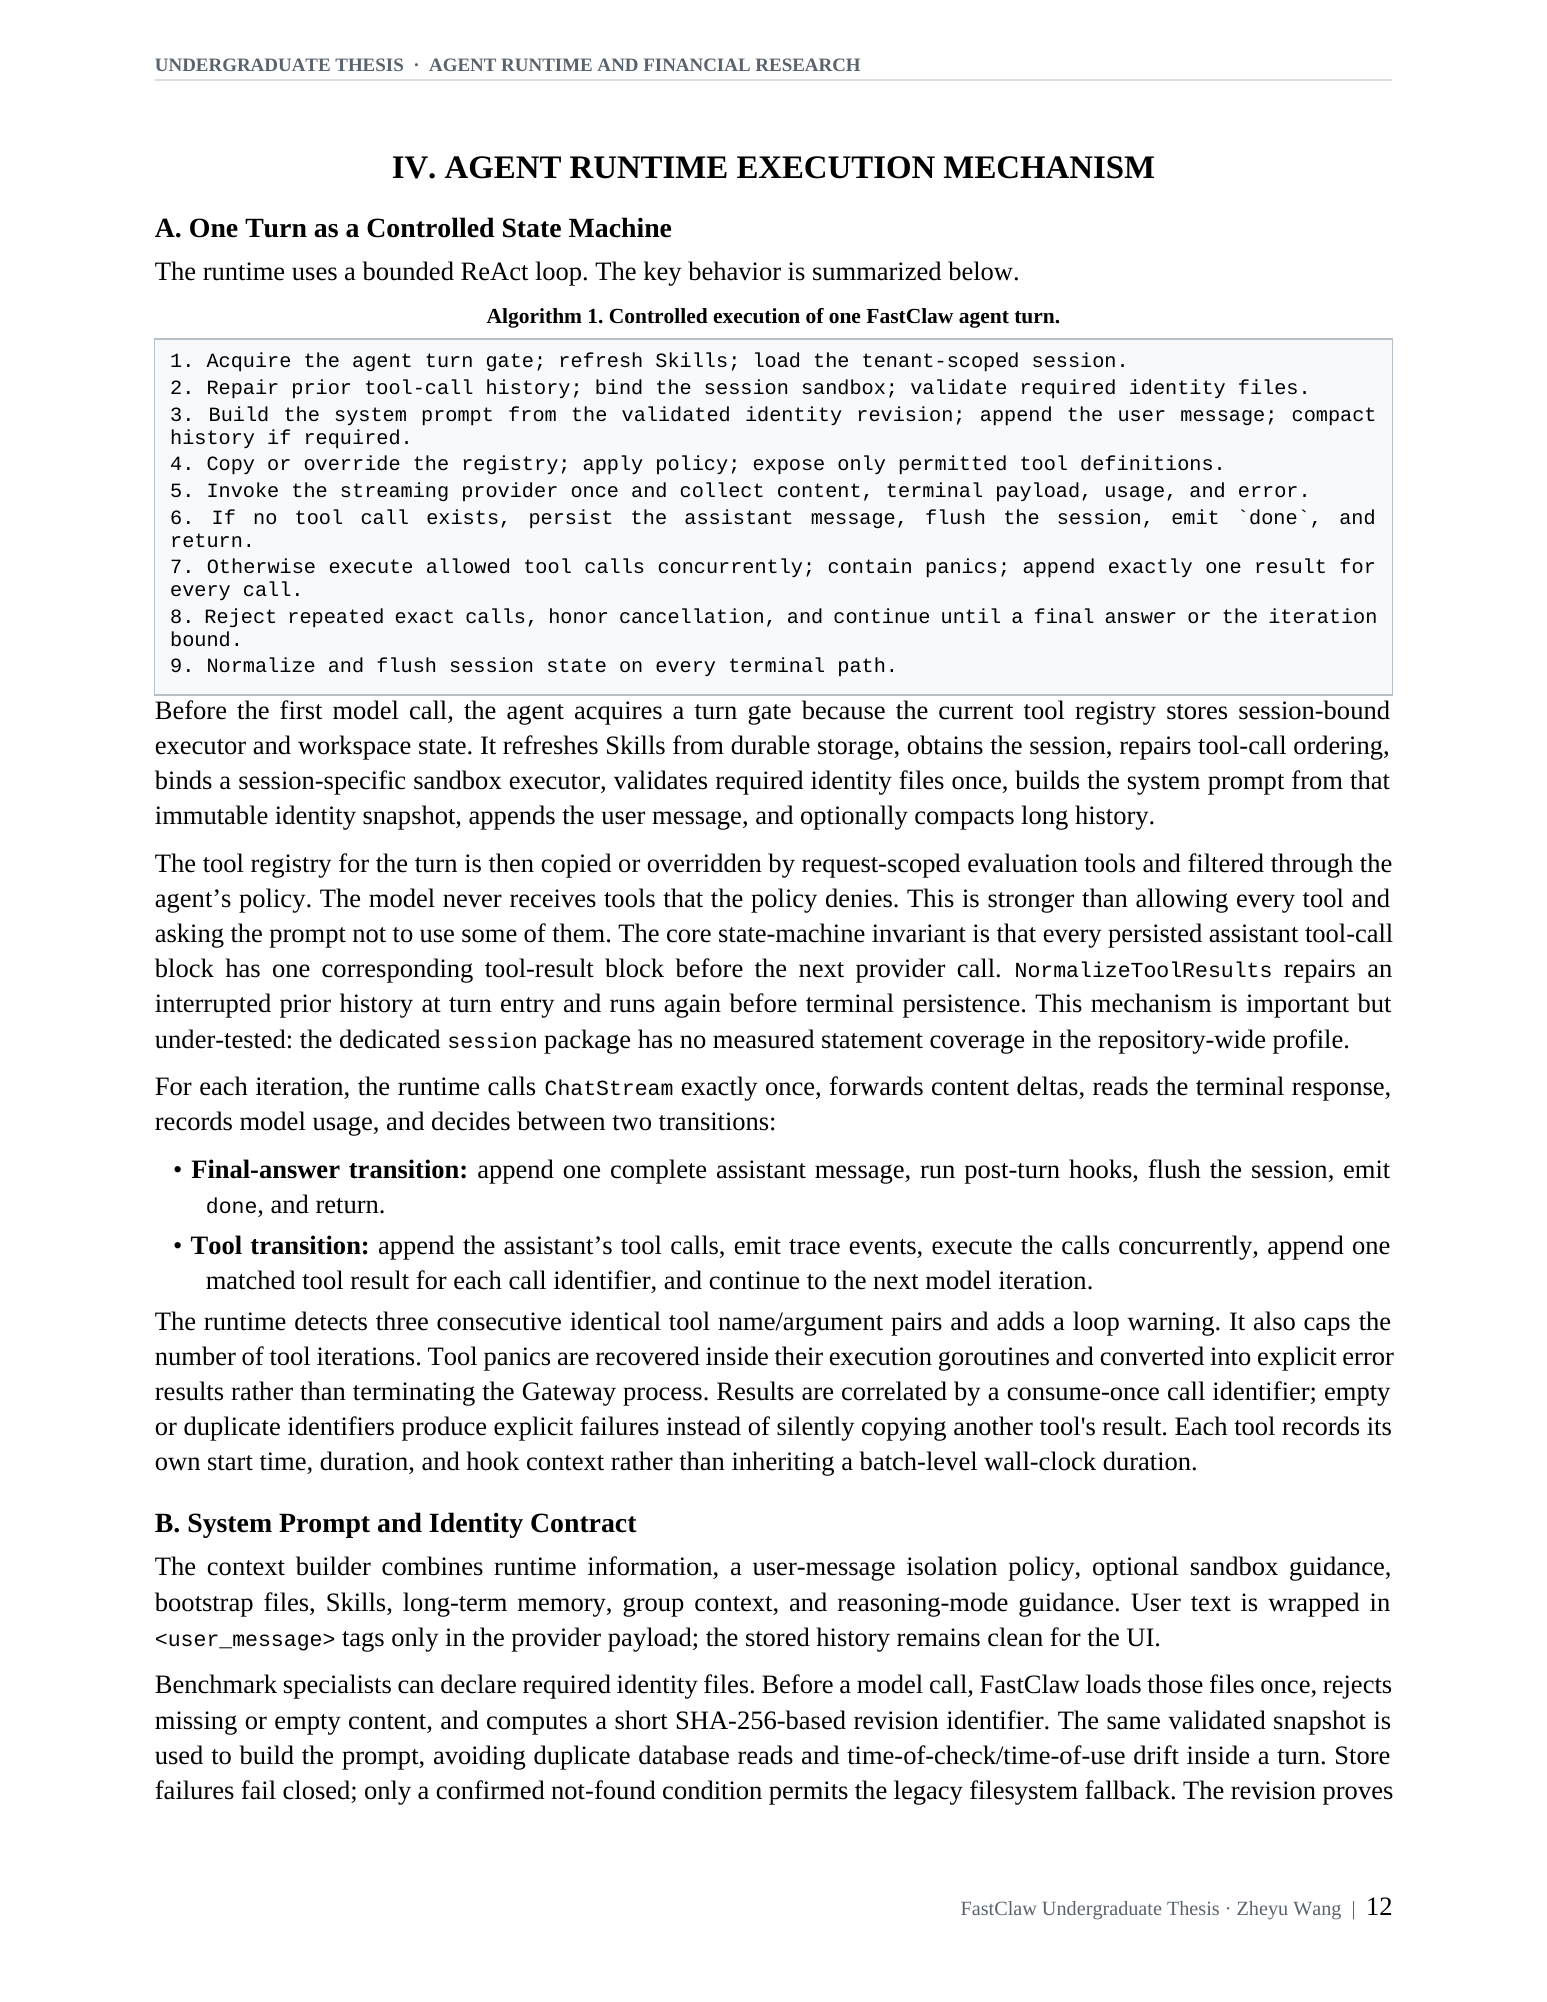 UNDERGRADUATE THESIS · AGENT RUNTIME AND FINANCIAL RESEARCH
IV. AGENT RUNTIME EXECUTION MECHANISM
A. One Turn as a Controlled State Machine
The runtime uses a bounded ReAct loop. The key behavior is summarized below.
Algorithm 1. Controlled execution of one FastClaw agent turn.
1. Acquire the agent turn gate; refresh Skills; load the tenant-scoped session.
2. Repair prior tool-call history; bind the session sandbox; validate required identity files.
3. Build the system prompt from the validated identity revision; append the user message; compact
history if required.
4. Copy or override the registry; apply policy; expose only permitted tool definitions.
5. Invoke the streaming provider once and collect content, terminal payload, usage, and error.
6. If no tool call exists, persist the assistant message, flush the session, emit `done`, and
return.
7. Otherwise execute allowed tool calls concurrently; contain panics; append exactly one result for
every call.
8. Reject repeated exact calls, honor cancellation, and continue until a final answer or the iteration
bound.
9. Normalize and flush session state on every terminal path.
Before the first model call, the agent acquires a turn gate because the current tool registry stores session-bound
executor and workspace state. It refreshes Skills from durable storage, obtains the session, repairs tool-call ordering,
binds a session-specific sandbox executor, validates required identity files once, builds the system prompt from that
immutable identity snapshot, appends the user message, and optionally compacts long history.
The tool registry for the turn is then copied or overridden by request-scoped evaluation tools and filtered through the
agent’s policy. The model never receives tools that the policy denies. This is stronger than allowing every tool and
asking the prompt not to use some of them. The core state-machine invariant is that every persisted assistant tool-call
block has one corresponding tool-result block before the next provider call. NormalizeToolResults repairs an
interrupted prior history at turn entry and runs again before terminal persistence. This mechanism is important but
under-tested: the dedicated session package has no measured statement coverage in the repository-wide profile.
For each iteration, the runtime calls ChatStream exactly once, forwards content deltas, reads the terminal response,
records model usage, and decides between two transitions:
• Final-answer transition: append one complete assistant message, run post-turn hooks, flush the session, emit
done, and return.
• Tool transition: append the assistant’s tool calls, emit trace events, execute the calls concurrently, append one
matched tool result for each call identifier, and continue to the next model iteration.
The runtime detects three consecutive identical tool name/argument pairs and adds a loop warning. It also caps the
number of tool iterations. Tool panics are recovered inside their execution goroutines and converted into explicit error
results rather than terminating the Gateway process. Results are correlated by a consume-once call identifier; empty
or duplicate identifiers produce explicit failures instead of silently copying another tool's result. Each tool records its
own start time, duration, and hook context rather than inheriting a batch-level wall-clock duration.
B. System Prompt and Identity Contract
The context builder combines runtime information, a user-message isolation policy, optional sandbox guidance,
bootstrap files, Skills, long-term memory, group context, and reasoning-mode guidance. User text is wrapped in
<user_message> tags only in the provider payload; the stored history remains clean for the UI.
Benchmark specialists can declare required identity files. Before a model call, FastClaw loads those files once, rejects
missing or empty content, and computes a short SHA-256-based revision identifier. The same validated snapshot is
used to build the prompt, avoiding duplicate database reads and time-of-check/time-of-use drift inside a turn. Store
failures fail closed; only a confirmed not-found condition permits the legacy filesystem fallback. The revision proves
FastClaw Undergraduate Thesis · Zheyu Wang | 12